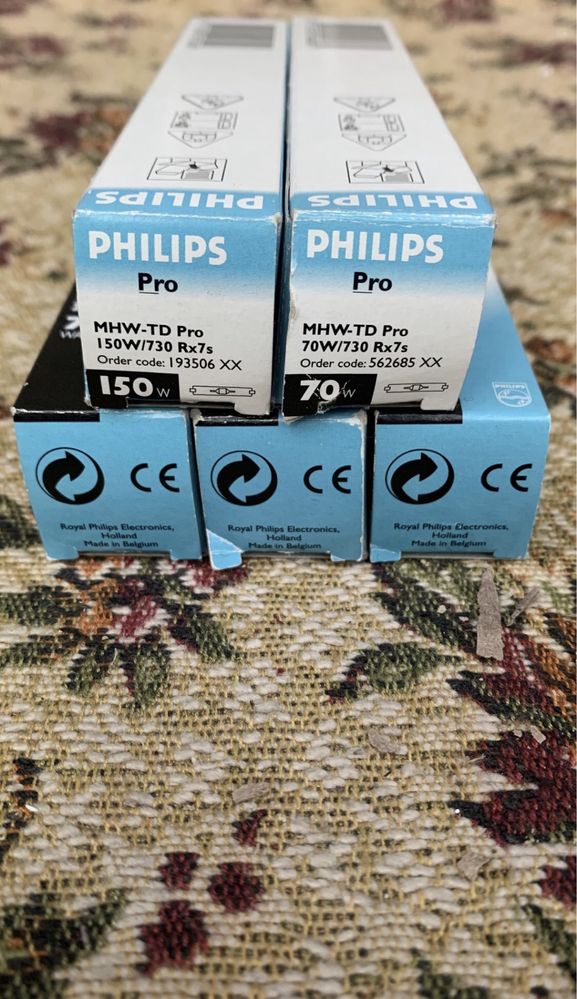 PHILIPS
PHILIPS
PHILIPS
Pro
MHW-TD Pro
150W/730 Rx7s
Order code: 193506 XX
150 W
PHILIPS
Pro
MHW-TD Pro
70W/730 Rx7s
Order code: 562685 XX
70 W
PHILIPS
CE
Royal Philips Electronics,
Holland
Made in Belgium
CE
Royal Philips Electronics,
Holland
Made in Belgium
CE
Royal Philips Electronics,
Holland
Made in Belgium